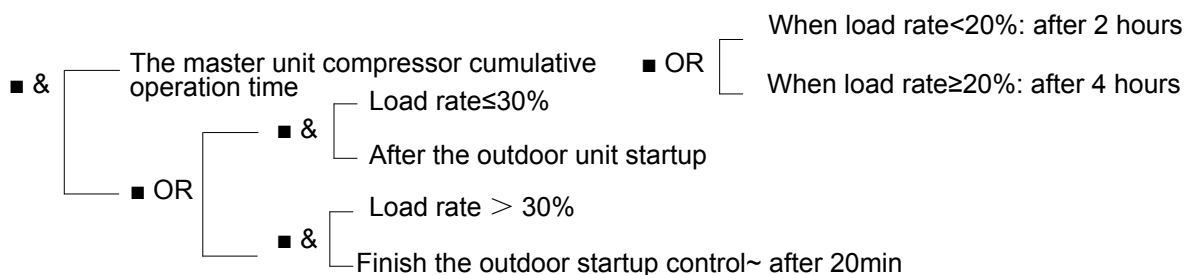 When load rate<20%: after 2 hours
■ & The master unit compressor cumulative operation time ■ OR
When load rate≥20%: after 4 hours
■ & Load rate≤30%
After the outdoor unit startup
■ OR
Load rate ＞ 30%
■ &
Finish the outdoor startup control~ after 20min